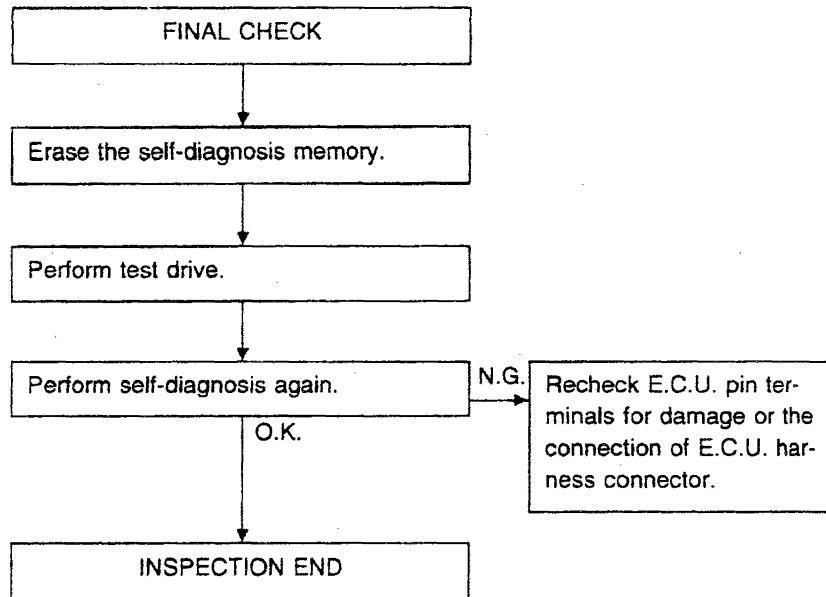 FINAL CHECK
Erase the self-diagnosis memory.
Perform test drive.
Perform self-diagnosis again.
N.G.
O.K.
Recheck E.C.U. pin ter-
minals for damage or the
connection of E.C.U. har-
ness connector.
INSPECTION END